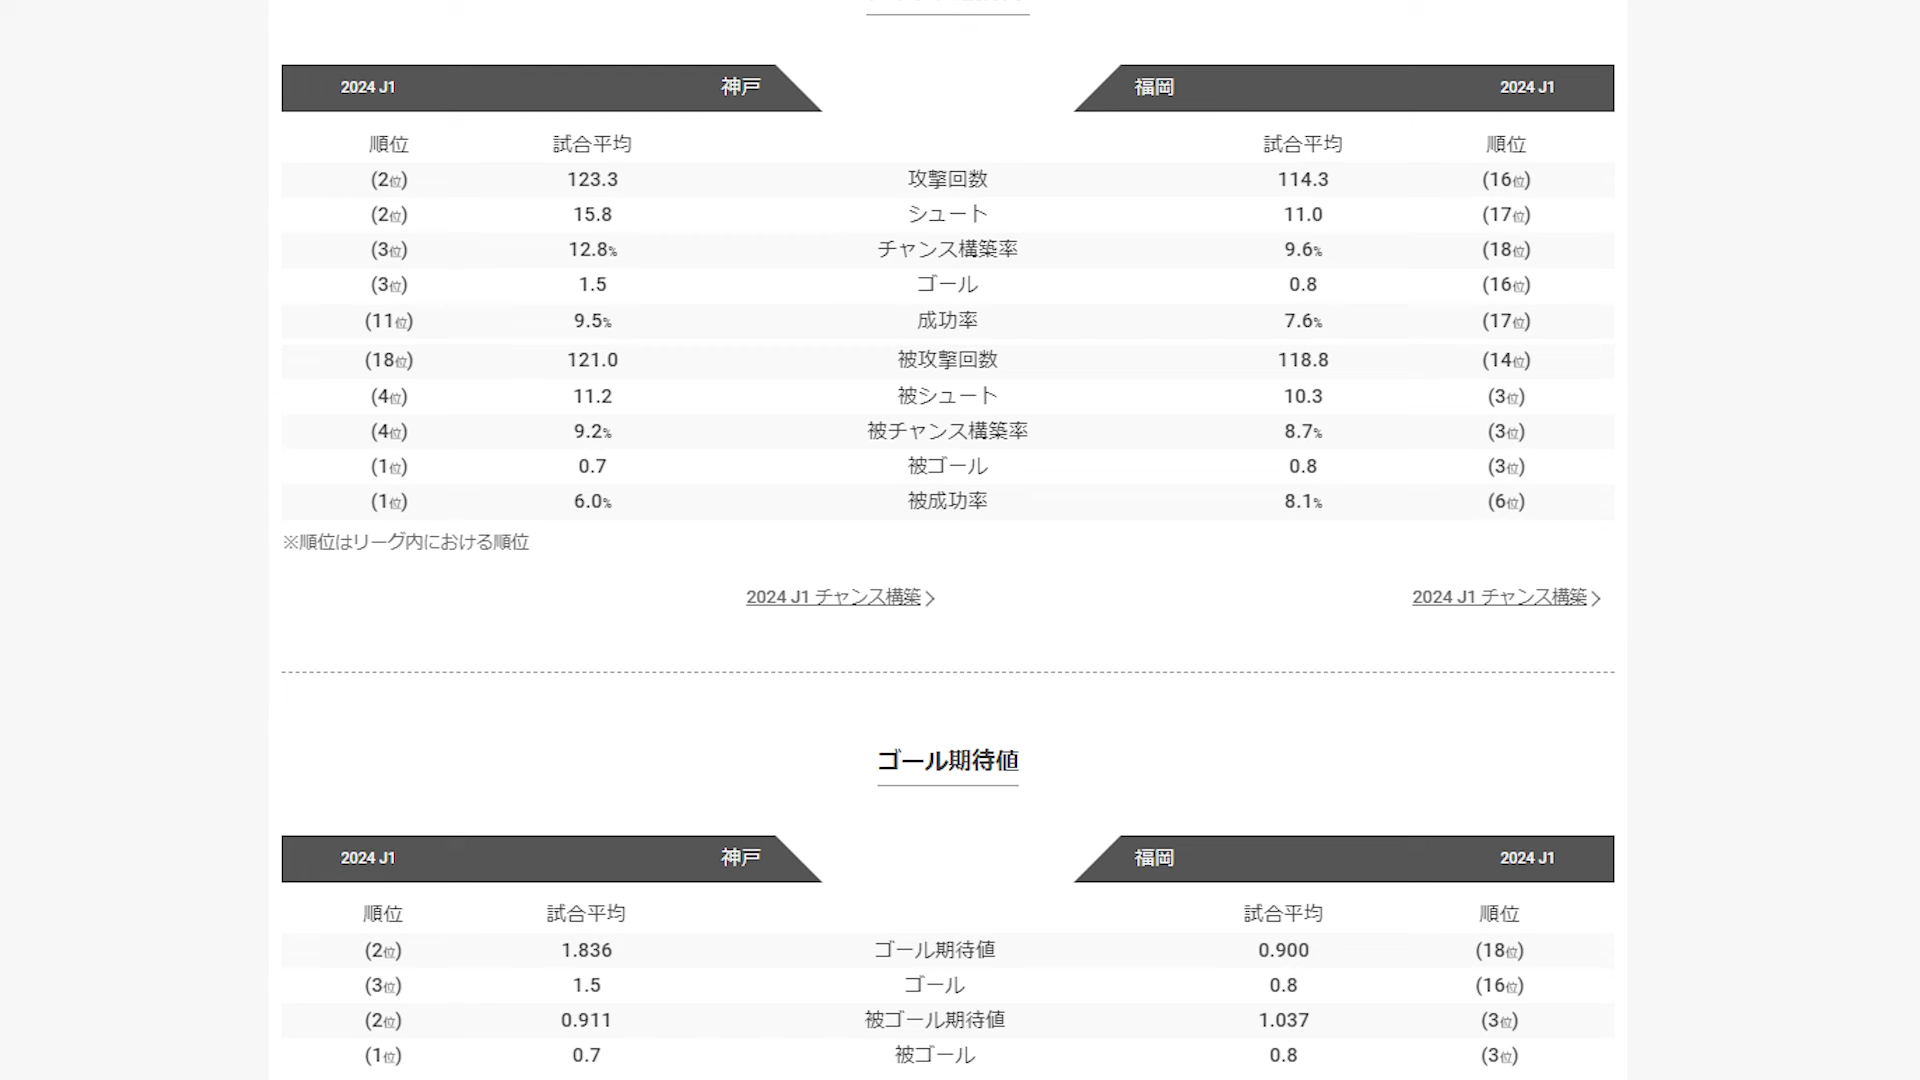 2024 J1 神戸 福岡 2024 J1
順位 試合平均 試合平均 順位
(2位) 123.3 攻撃回数 114.3 (16位)
(2位) 15.8 シュート 11.0 (17位)
(3位) 12.8% チャンス構築率 9.6% (18位)
(3位) 1.5 ゴール 0.8 (16位)
(11位) 9.5% 成功率 7.6% (17位)
(18位) 121.0 被攻撃回数 118.8 (14位)
(4位) 11.2 被シュート 10.3 (3位)
(4位) 9.2% 被チャンス構築率 8.7% (3位)
(1位) 0.7 被ゴール 0.8 (3位)
(1位) 6.0% 被成功率 8.1% (6位)
※順位はリーグ内における順位
2024 J1 チャンス構築 2024 J1 チャンス構築
ゴール期待値
2024 J1 神戸 福岡 2024 J1
順位 試合平均 試合平均 順位
(2位) 1.836 ゴール期待値 0.900 (18位)
(3位) 1.5 ゴール 0.8 (16位)
(2位) 0.911 被ゴール期待値 1.037 (3位)
(1位) 0.7 被ゴール 0.8 (3位)